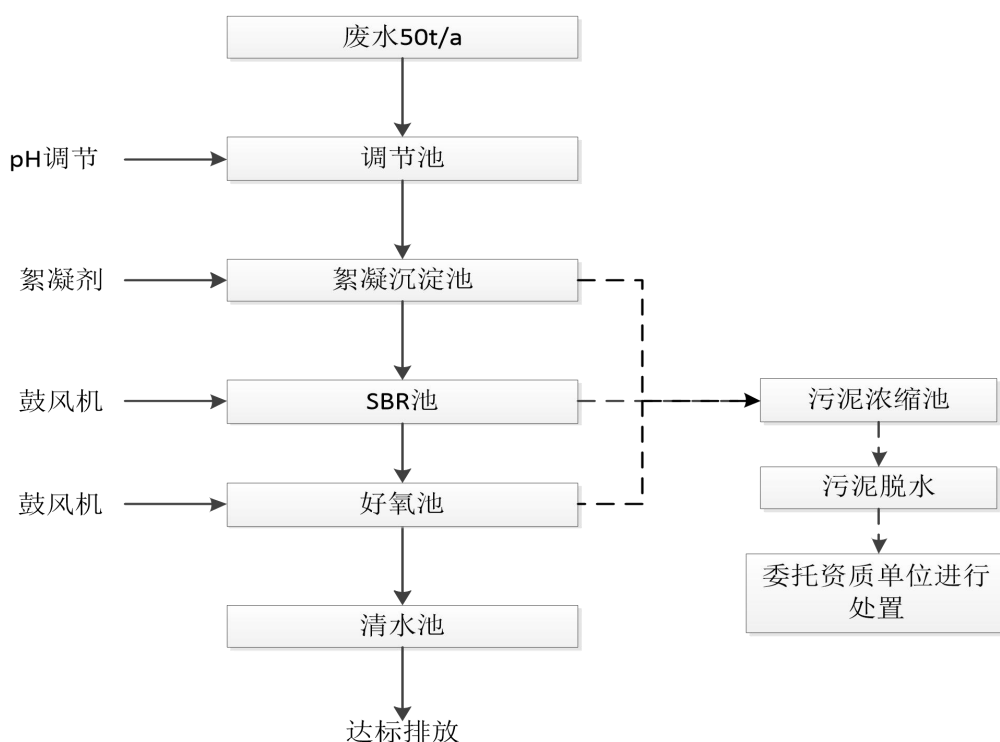 废水50t/a
pH调节
调节池
絮凝剂
絮凝沉淀池
鼓风机
SBR池
污泥浓缩池
污泥脱水
鼓风机
好氧池
委托资质单位进行
处置
清水池
达标排放